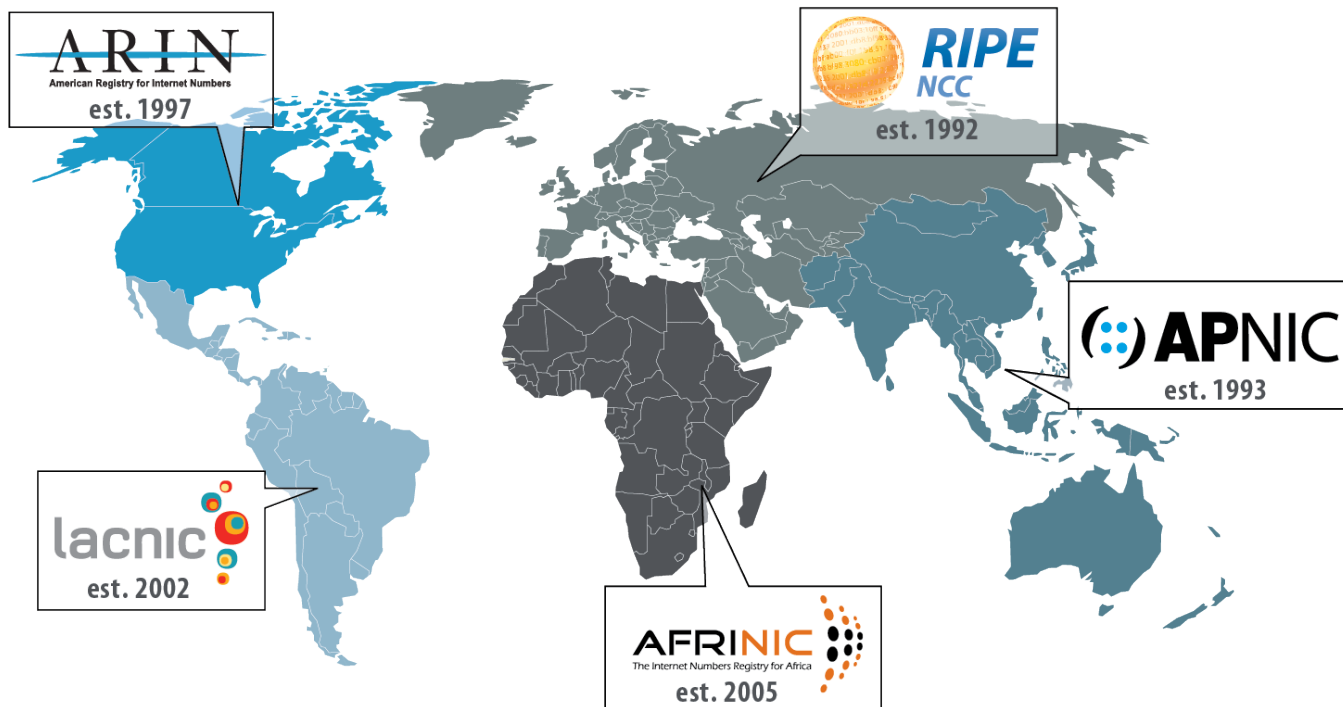 ARIN
American Registry for Internet Numbers
est. 1997
RIPE
NCC
est. 1992
APNIC
est. 1993
lacnic
est. 2002
AFRINIC
The Internet Numbers Registry for Africa
est. 2005